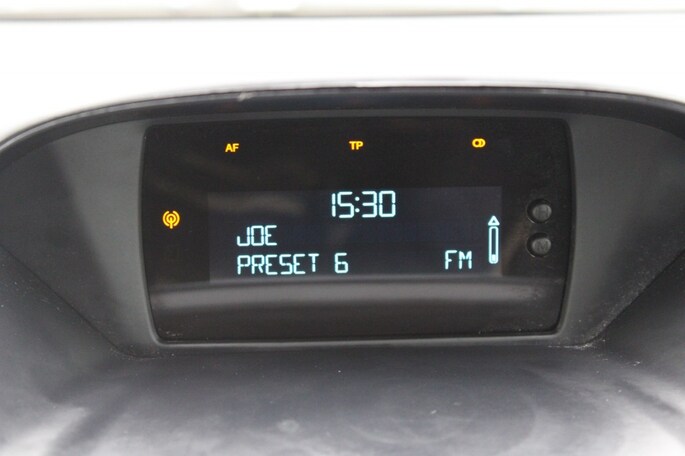 AF TP
15:30
JOE
PRESET 6 FM